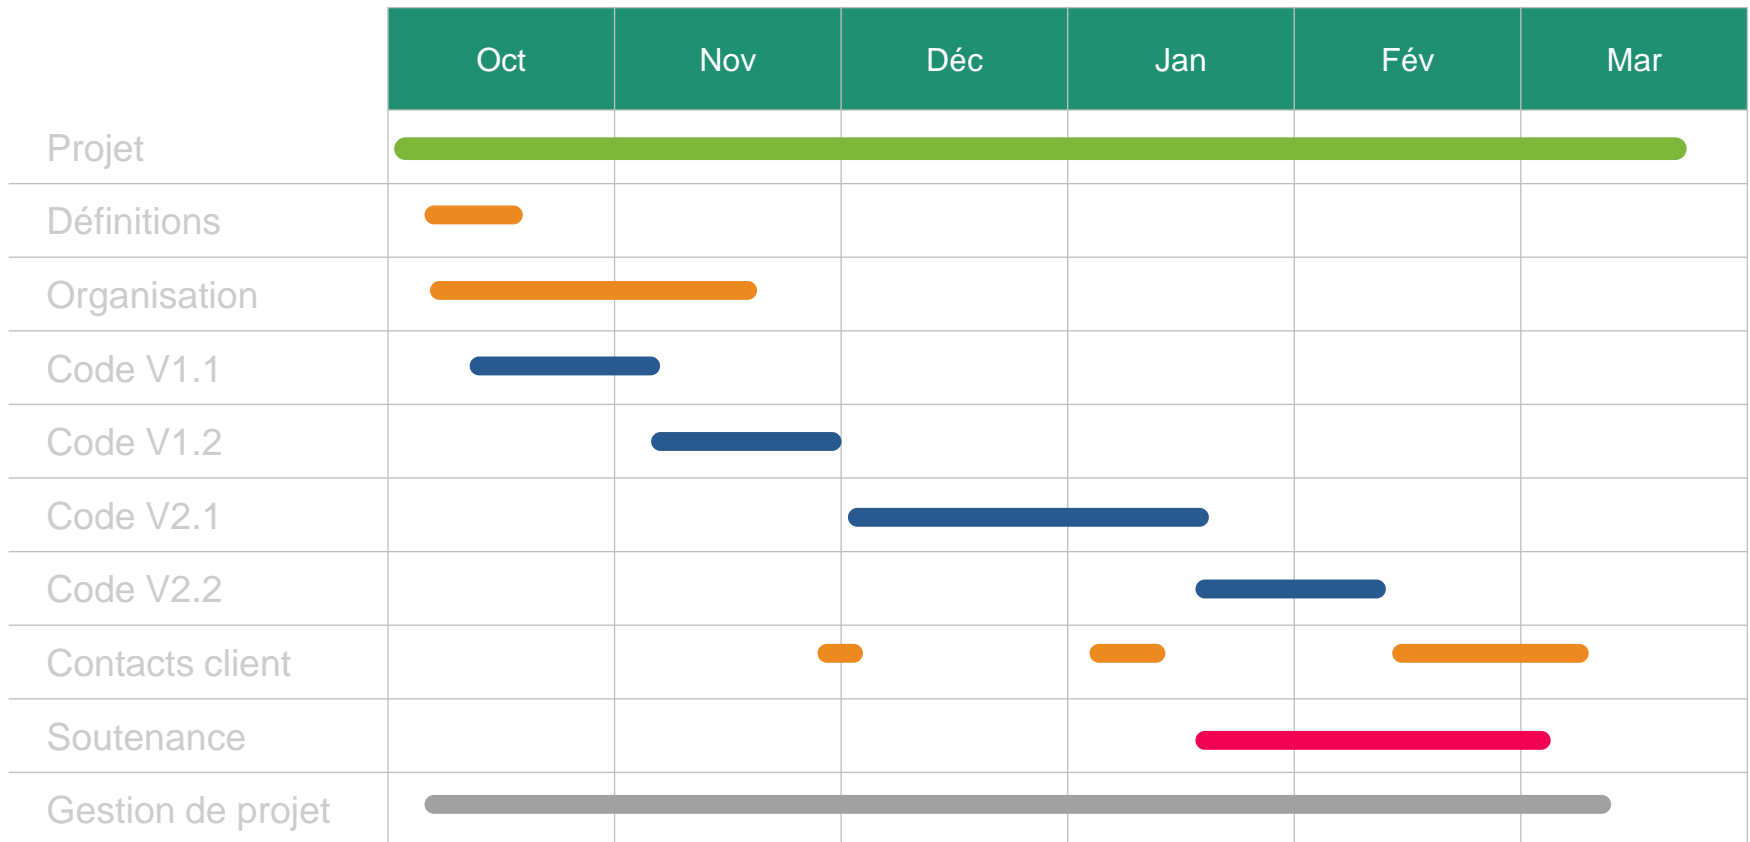 Oct Nov Déc Jan Fév Mar
Projet
Définitions
Organisation
Code V1.1
Code V1.2
Code V2.1
Code V2.2
Contacts client
Soutenance
Gestion de projet